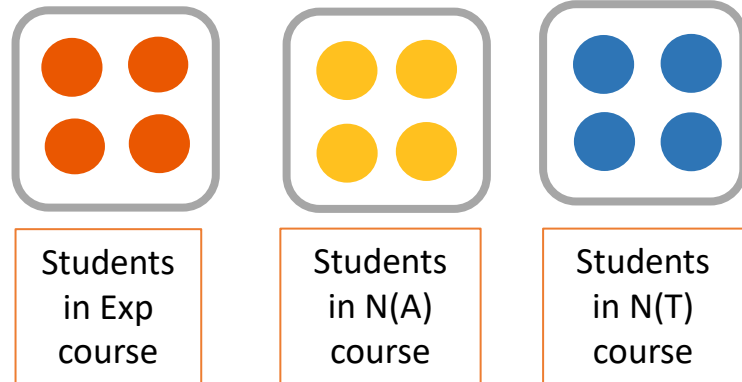 Students
in Exp
course
Students
in N(A)
course
Students
in N(T)
course